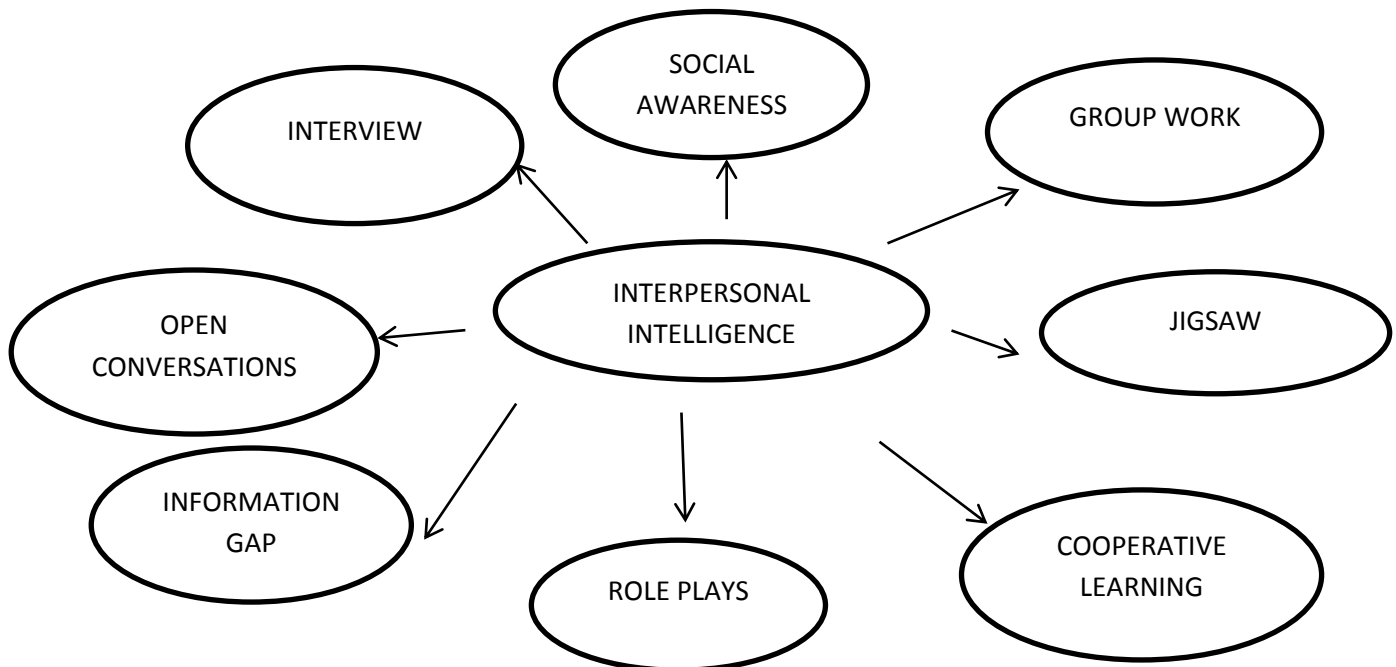 SOCIAL
AWARENESS
INTERVIEW
GROUP WORK
INTERPERSONAL
INTELLIGENCE
OPEN
CONVERSATIONS
JIGSAW
INFORMATION
GAP
ROLE PLAYS
COOPERATIVE
LEARNING